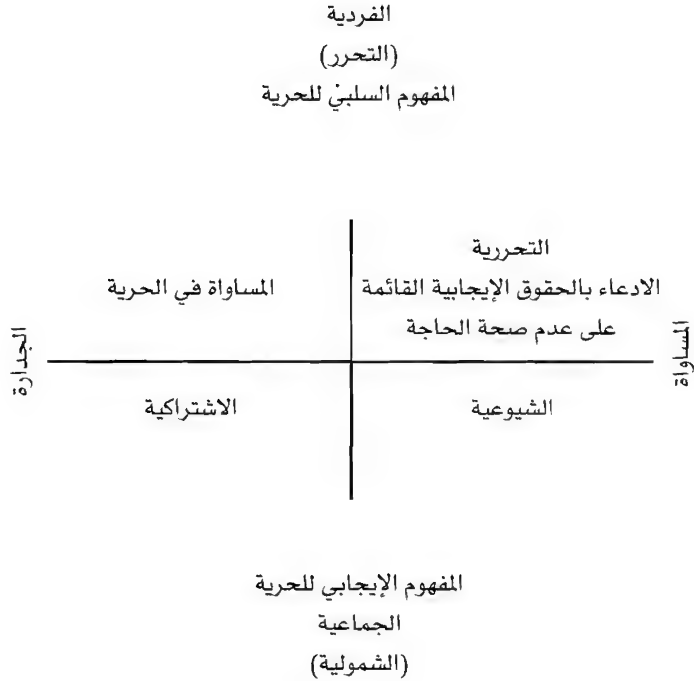 الفردية
(التحرر)
المفهوم السلبيّ للحرية
التحررية
الادعاء بالحقوق الإيجابية القائمة
على عدم صحة الحاجة
المساواة في الحرية
المساواة
الجدارة
الشيوعية
الاشتراكية
المفهوم الإيجابي للحرية
الجماعية
(الشمولية)